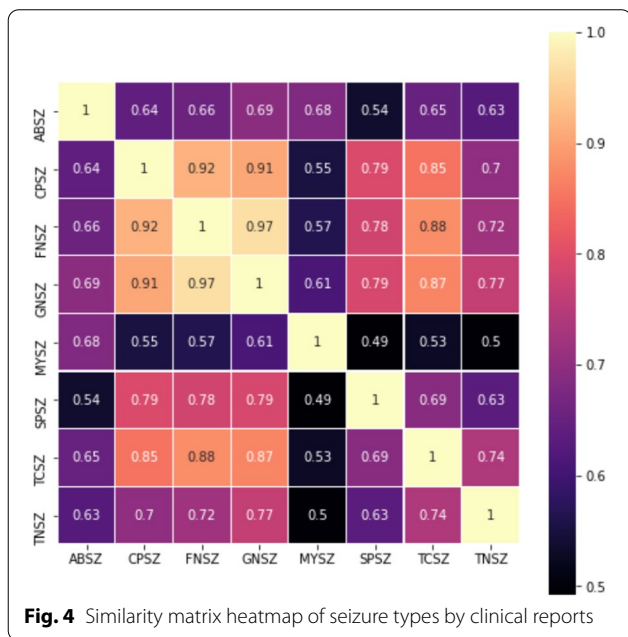 1.0
ABSZ 1 0.64 0.66 0.69 0.68 0.54 0.65 0.63
CPSZ 0.64 1 0.92 0.91 0.55 0.79 0.85 0.7
0.9
FNSZ 0.66 0.92 1 0.97 0.57 0.78 0.88 0.72
0.8
GNSZ 0.69 0.91 0.97 1 0.61 0.79 0.87 0.77
MYSZ 0.68 0.55 0.57 0.61 1 0.49 0.53 0.5
0.7
SPSZ 0.54 0.79 0.78 0.79 0.49 1 0.69 0.63
TCSZ 0.65 0.85 0.88 0.87 0.53 0.69 1 0.74
0.6
TNSZ 0.63 0.7 0.72 0.77 0.5 0.63 0.74 1
ABSZ CPSZ FNSZ GNSZ MYSZ SPSZ TCSZ TNSZ
0.5
Fig. 4 Similarity matrix heatmap of seizure types by clinical reports